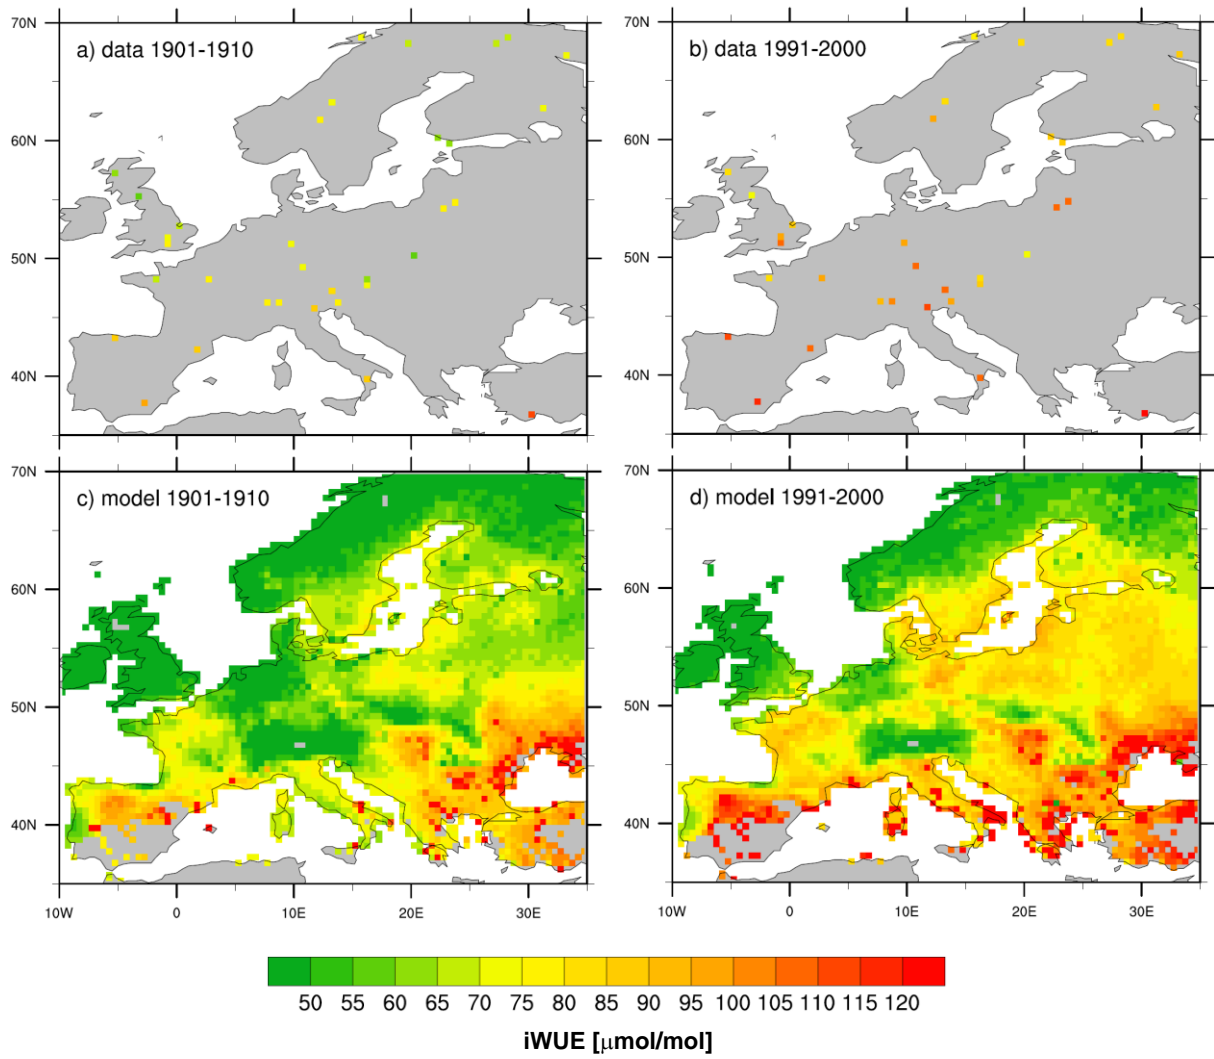 70N
a) data 1901-1910
60N
50N
40N
70N
b) data 1991-2000
60N
50N
40N
70N
c) model 1901-1910
60N
50N
40N
10W 0 10E 20E 30E
70N
d) model 1991-2000
60N
50N
40N
10W 0 10E 20E 30E
50 55 60 65 70 75 80 85 90 95 100 105 110 115 120
iWUE [μmol/mol]